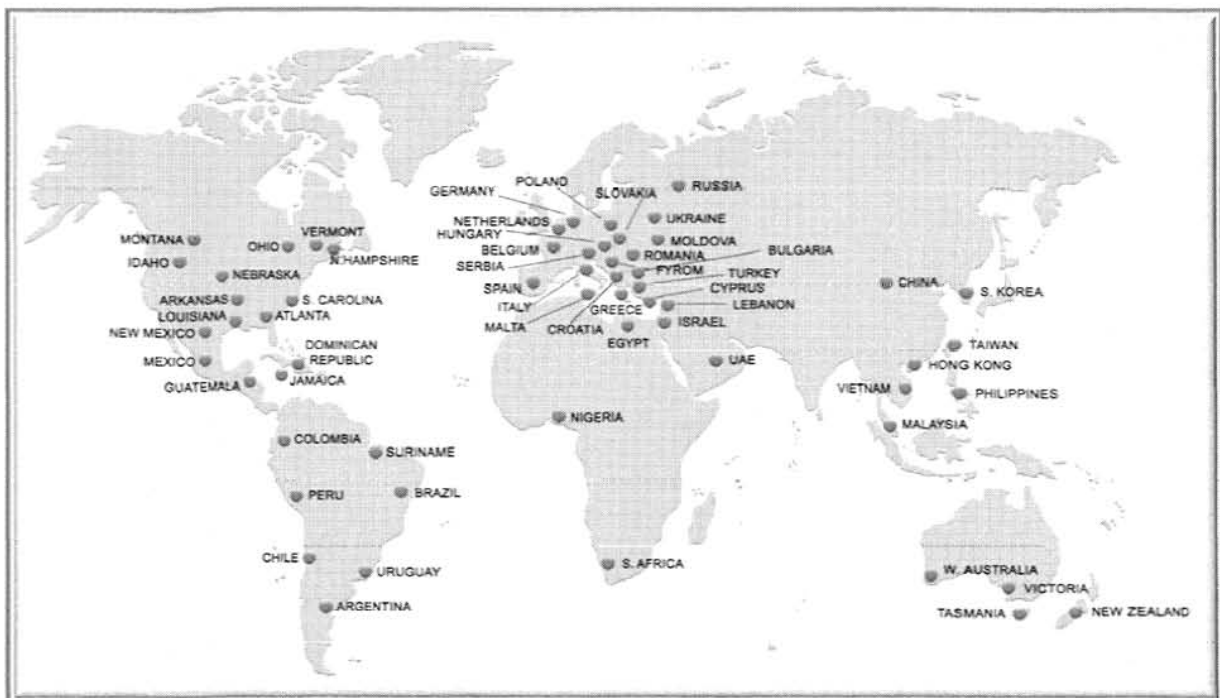 POLAND
SLOVAKIA
GERMANY
RUSSIA
NETHERLANDS
UKRAINE
HUNGARY
VERMONT
MONTANA
OHIO
MOLDOVA
BELGIUM
BULGARIA
N.HAMPSHIRE
ROMANIA
IDAHO
SERBIA
FYROM
NEBRASKA
TURKEY
SPAIN
CHINA
CYPRUS
S. KOREA
ARKANSAS
S. CAROLINA
ITALY
GREECE
LEBANON
LOUISIANA
ATLANTA
MALTA
CROATIA
ISRAEL
NEW MEXICO
EGYPT
DOMINICAN
REPUBLIC
TAIWAN
MEXICO
UAE
HONG KONG
JAMAICA
GUATEMALA
VIETNAM
PHILIPPINES
NIGERIA
MALAYSIA
COLOMBIA
SURINAME
PERU
BRAZIL
CHILE
S. AFRICA
URUGUAY
W. AUSTRALIA
VICTORIA
ARGENTINA
TASMANIA
NEW ZEALAND